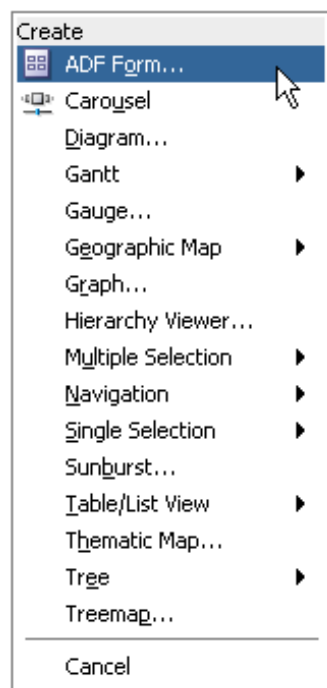 Create
ADF Form...
Carousel
Diagram...
Gantt
Gauge...
Geographic Map
Graph...
Hierarchy Viewer...
Multiple Selection
Navigation
Single Selection
Sunburst...
Table/List View
Thematic Map...
Tree
Treemap...
Cancel